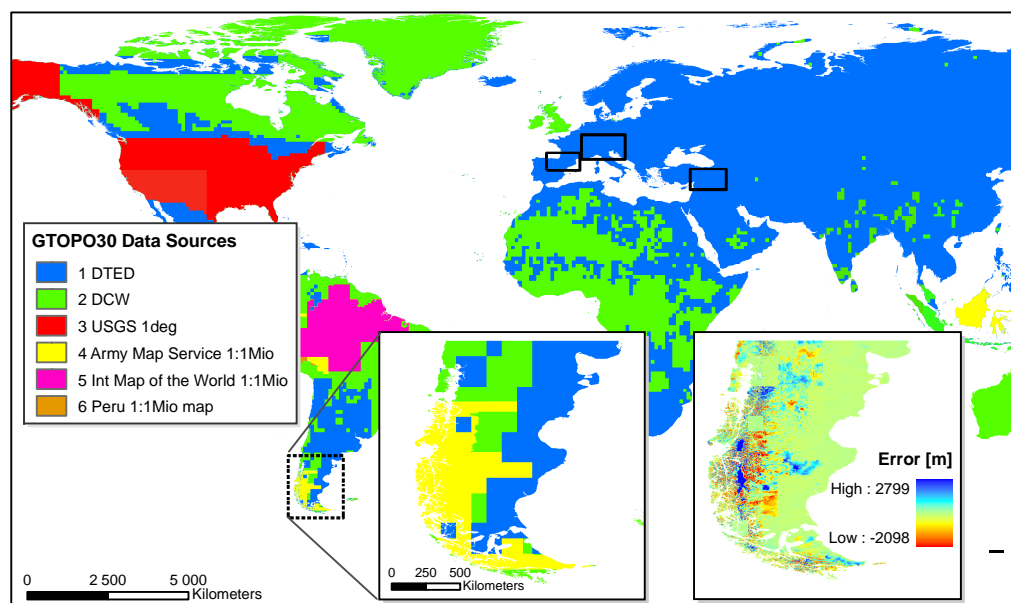 GTOPO30 Data Sources
1 DTED
2 DCW
3 USGS 1deg
4 Army Map Service 1:1Mio
5 Int Map of the World 1:1Mio
6 Peru 1:1Mio map
0 2 500 5 000
Kilometers
0 250 500
Kilometers
Error [m]
High : 2799
Low : -2098